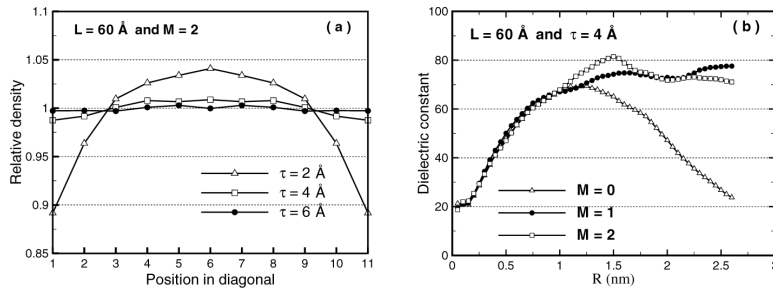 L = 60 Å and M = 2
( a )
Relative density
1.1
1.05
1
0.95
0.9
0.85
τ = 2 Å
τ = 4 Å
τ = 6 Å
1 2 3 4 5 6 7 8 9 10 11
Position in diagonal
L = 60 Å and τ = 4 Å
( b )
Dielectric constant
100
80
60
40
20
0
M = 0
M = 1
M = 2
0.5 1 1.5 2 2.5 3
R (nm)